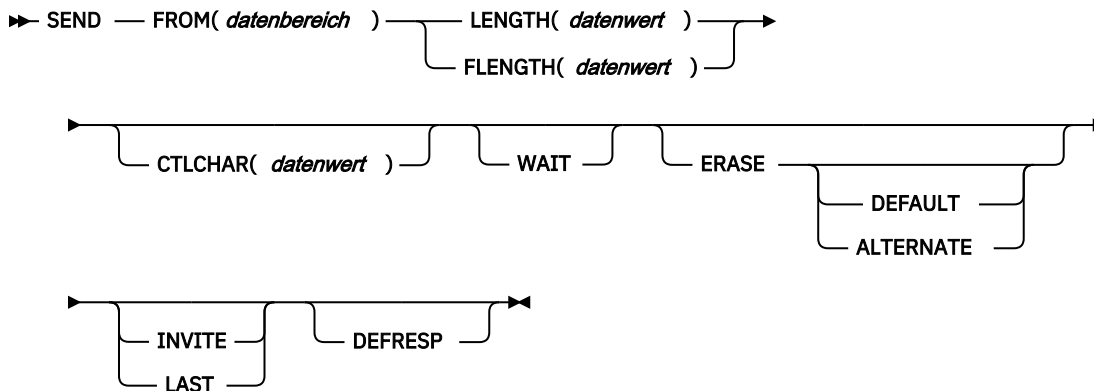 SEND FROM( datenbereich ) LENGTH( datenwert )
FLENGTH( datenwert )
CTLCHAR( datenwert ) WAIT ERASE
DEFAULT
ALTERNATE
INVITE DEFRESP
LAST